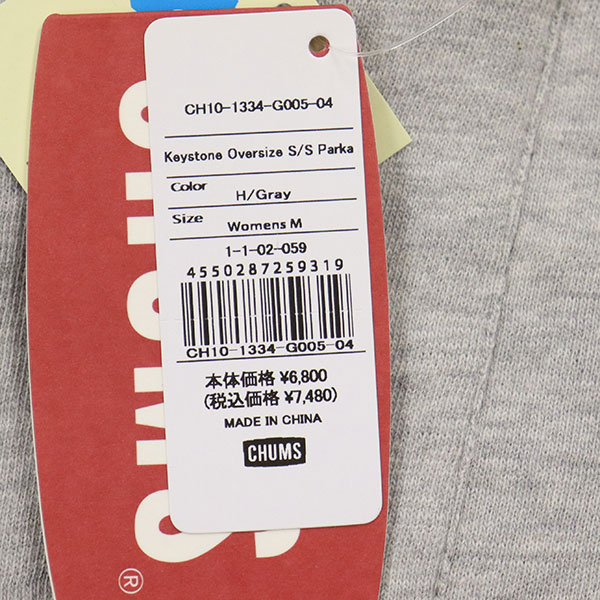 CH10-1334-G005-04
Keystone Oversize S/S Parka
Color
H/Gray
Size
Womens M
1-1-02-059
4550287259319
CH10-1334-G005-04
本体価格 ¥6,800
(税込価格 ¥7,480)
MADE IN CHINA
CHUMS
CHUMS
®